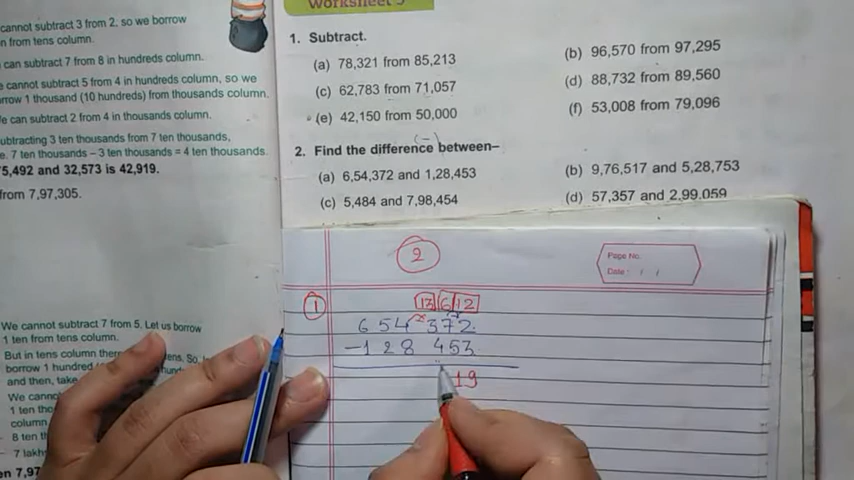 cannot subtract 3 from 2, so we borrow
n from tens column.
can subtract 7 from 8 in hundreds column.
e cannot subtract 5 from 4 in hundreds column, so we
rrow 1 thousand (10 hundreds) from thousands column.
e can subtract 2 from 4 in thousands column.
ubtracting 3 ten thousands from 7 ten thousands,
e. 7 ten thousands – 3 ten thousands = 4 ten thousands.
75,492 and 32,573 is 42,919.
from 7,97,305.
We cannot subtract 7 from 5. Let us borrow
1 ten from tens column.
But in tens column there
borrow 1 hundred
and then, take
We cannot
1 ten
column
8 ten
7 lakh
en 7,97
Worksheet 5
1. Subtract.
(a) 78,321 from 85,213
(b) 96,570 from 97,295
(c) 62,783 from 71,057
(d) 88,732 from 89,560
(e) 42,150 from 50,000
(f) 53,008 from 79,096
(-)
2. Find the difference between–
(a) 6,54,372 and 1,28,453
(b) 9,76,517 and 5,28,753
(c) 5,484 and 7,98,454
(d) 57,357 and 2,99,059
2
Page No.
Date : / /
1
13 6 12
6 5 4 3 7 2
– 1 2 8 4 5 3
1 9